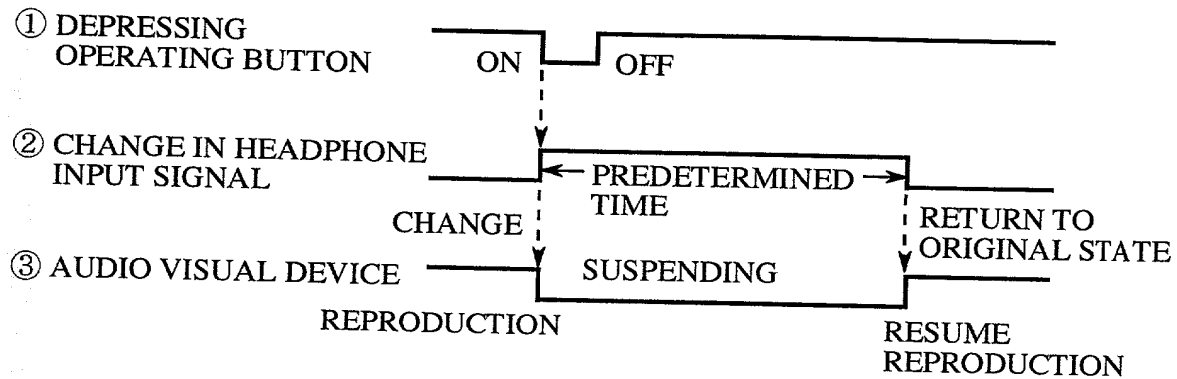 ① DEPRESSING
OPERATING BUTTON
ON
OFF
② CHANGE IN HEADPHONE
INPUT SIGNAL
PREDETERMINED
TIME
CHANGE
RETURN TO
ORIGINAL STATE
③ AUDIO VISUAL DEVICE
SUSPENDING
REPRODUCTION
RESUME
REPRODUCTION